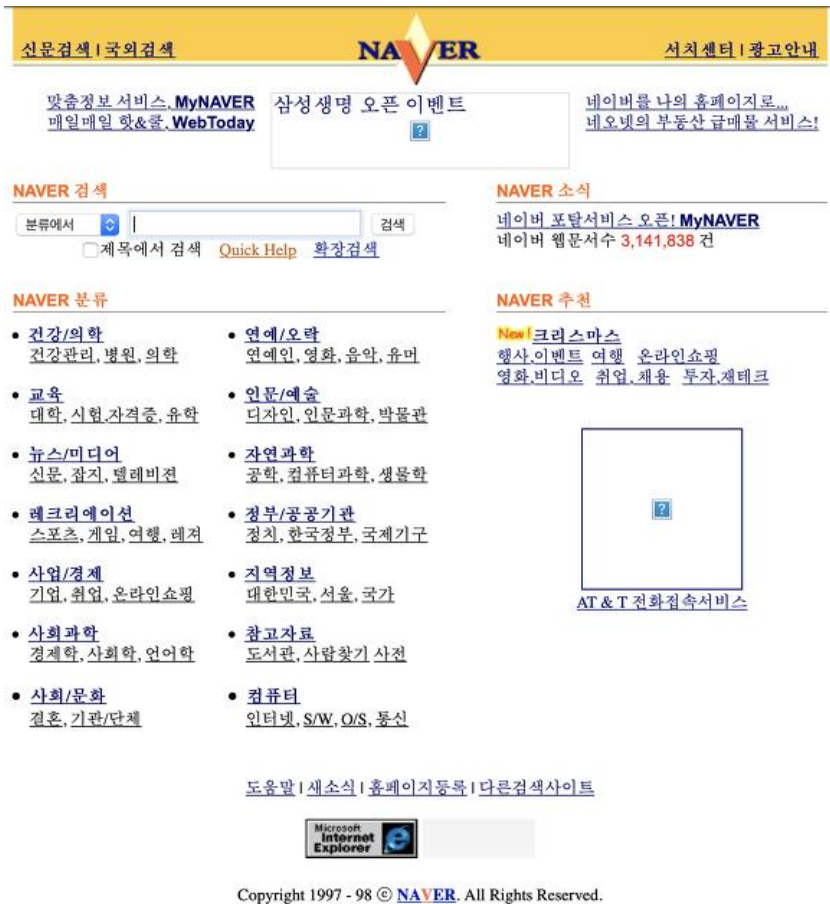 신문검색 | 국외검색
NAVER
서치센터 | 광고안내
맞춤정보 서비스, MyNAVER
매일매일 핫&쿨, WebToday
삼성생명 오픈 이벤트
네이버를 나의 홈페이지로...
네오넷의 부동산 급매물 서비스!
NAVER 검색
분류에서 검색
제목에서 검색 Quick Help 확장검색
NAVER 소식
네이버 포탈서비스 오픈! MyNAVER
네이버 웹문서수 3,141,838 건
NAVER 분류
건강/의학
건강관리, 병원, 의학
교육
대학, 시험,자격증, 유학
뉴스/미디어
신문, 잡지, 텔레비젼
레크리에이션
스포츠, 게임, 여행, 레져
사업/경제
기업, 취업, 온라인쇼핑
사회과학
경제학, 사회학, 언어학
사회/문화
결혼, 기관/단체
연예/오락
연예인, 영화, 음악, 유머
인문/예술
디자인, 인문과학, 박물관
자연과학
공학, 컴퓨터과학, 생물학
정부/공공기관
정치, 한국정부, 국제기구
지역정보
대한민국, 서울, 국가
참고자료
도서관, 사람찾기 사전
컴퓨터
인터넷, S/W, O/S, 통신
NAVER 추천
New! 크리스마스
행사,이벤트 여행 온라인쇼핑
영화,비디오 취업, 채용 투자,재테크
AT & T 전화접속서비스
도움말 | 새소식 | 홈페이지등록 | 다른검색사이트
Microsoft
Internet
Explorer
Copyright 1997 - 98 ⓒ NAVER. All Rights Reserved.